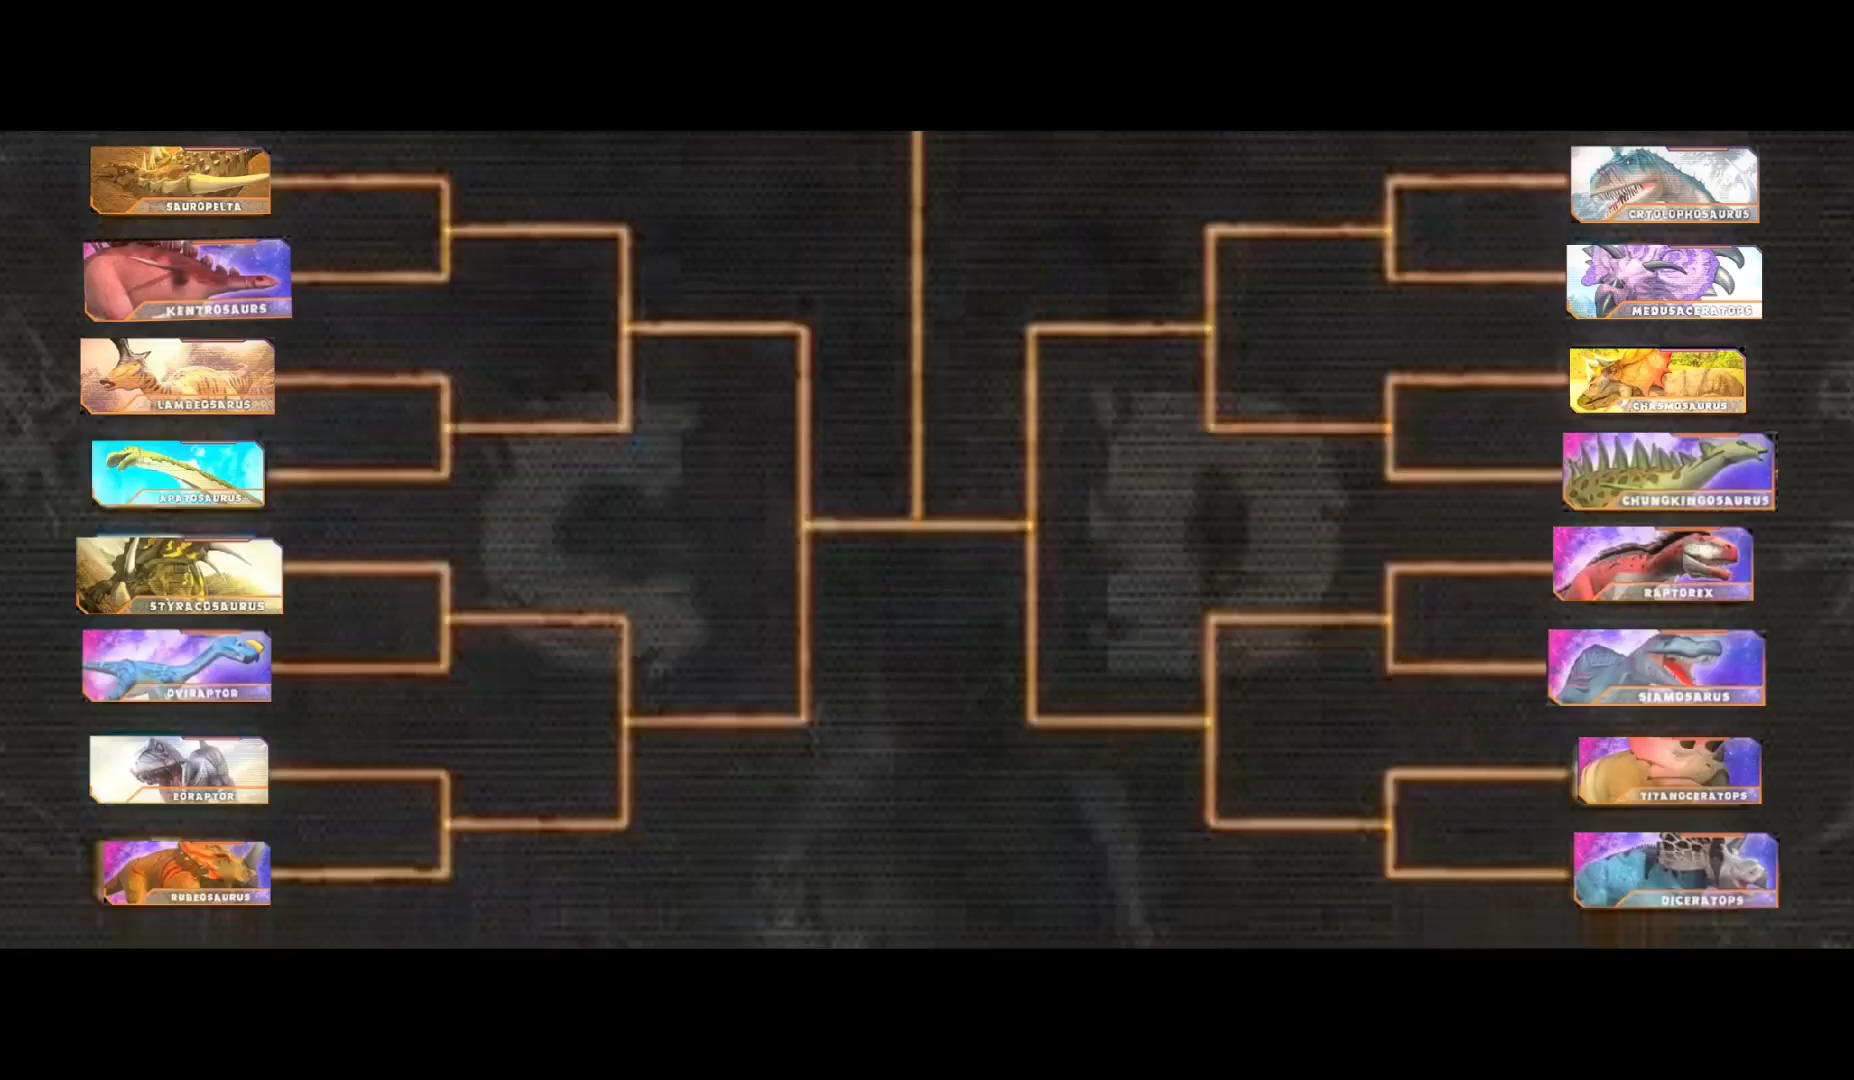 SAUROPELTA
KENTROSAURS
LAMBEOSARUS
APATOSAURUS
STYRACOSAURUS
OVIRAPTOR
EORAPTOR
RUBEOSAURUS
C
D
CRYOLOPHOSAURUS
MEDUSACERATOPS
CHASMOSAURUS
CHUNGKINGOSAURUS
RAPTOREX
SIAMOSARUS
TITANOCERATOPS
DICERATOPS